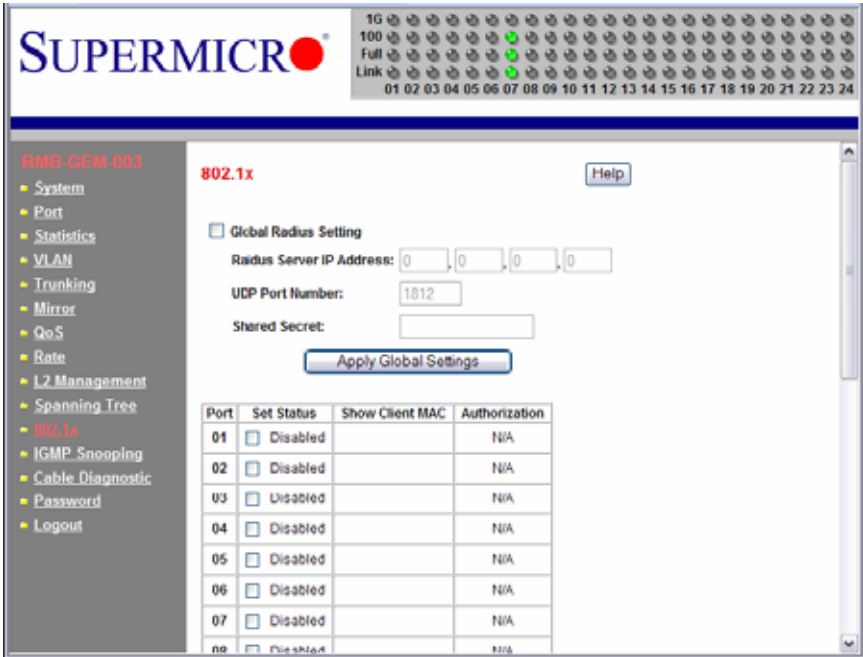 SUPERMICRO
1G
100
Full
Link
01 02 03 04 05 06 07 08 09 10 11 12 13 14 15 16 17 18 19 20 21 22 23 24
BMB-GEM-003
System
Port
Statistics
VLAN
Trunking
Mirror
QoS
Rate
L2 Management
Spanning Tree
802.1x
IGMP Snooping
Cable Diagnostic
Password
Logout
802.1x
Help
Global Radius Setting
Raidus Server IP Address: 0 . 0 . 0 . 0
UDP Port Number: 1812
Shared Secret:
Apply Global Settings
Port Set Status Show Client MAC Authorization
01 Disabled N/A
02 Disabled N/A
03 Disabled N/A
04 Disabled N/A
05 Disabled N/A
06 Disabled N/A
07 Disabled N/A
08 Disabled N/A